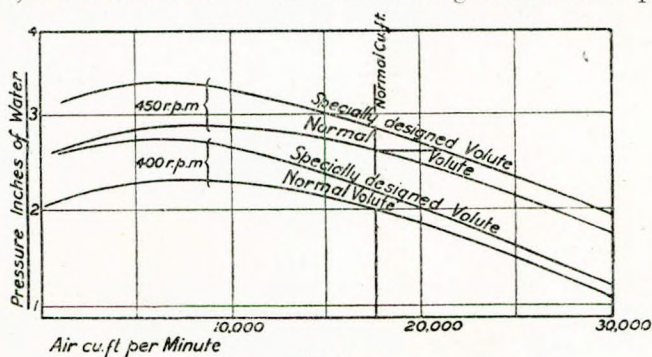 4
3
2
1
Pressure Inches of Water
450 r.p.m
400 r.p.m
Normal Cu.ft.
Specially designed Volute
Normal Volute
Specially designed Volute
Normal Volute
10,000
20,000
30,000
Air cu.ft per Minute